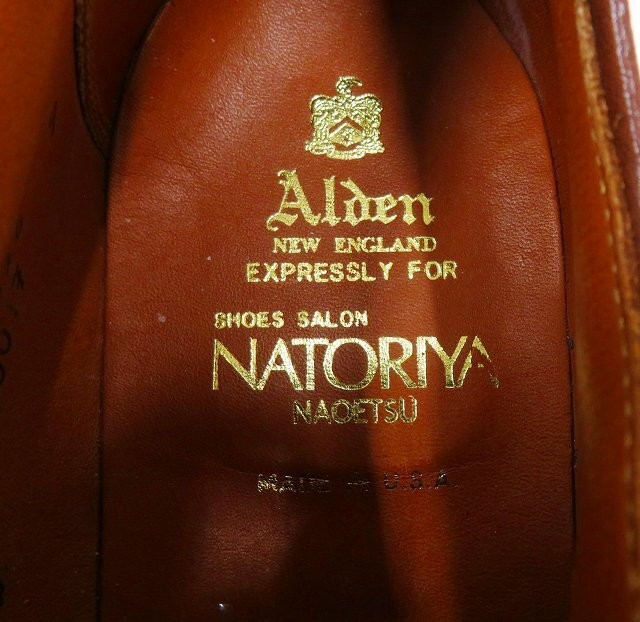 Alden
NEW ENGLAND
EXPRESSLY FOR
SHOES SALON
NATORIYA
NAOETSU
MADE IN U.S.A.